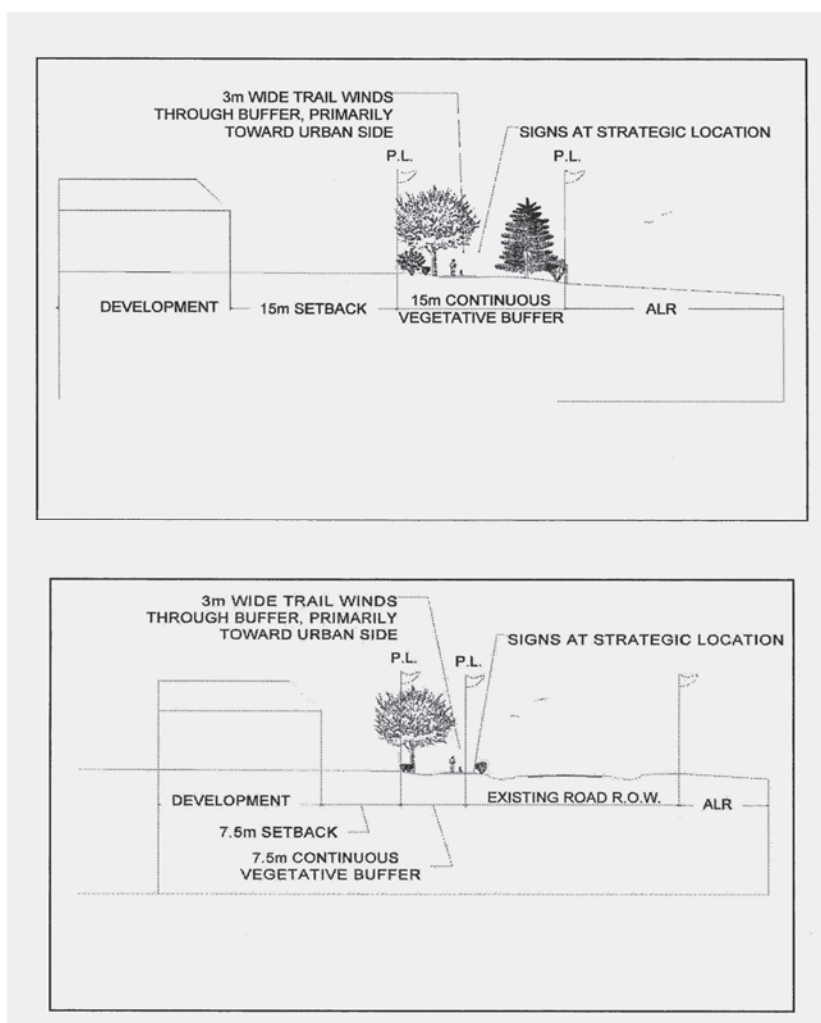 3m WIDE TRAIL WINDS
THROUGH BUFFER, PRIMARILY
TOWARD URBAN SIDE
SIGNS AT STRATEGIC LOCATION
P.L.
P.L.
DEVELOPMENT
15m SETBACK
15m CONTINUOUS
VEGETATIVE BUFFER
ALR
3m WIDE TRAIL WINDS
THROUGH BUFFER, PRIMARILY
TOWARD URBAN SIDE
SIGNS AT STRATEGIC LOCATION
P.L.
P.L.
DEVELOPMENT
EXISTING ROAD R.O.W.
ALR
7.5m SETBACK
7.5m CONTINUOUS
VEGETATIVE BUFFER